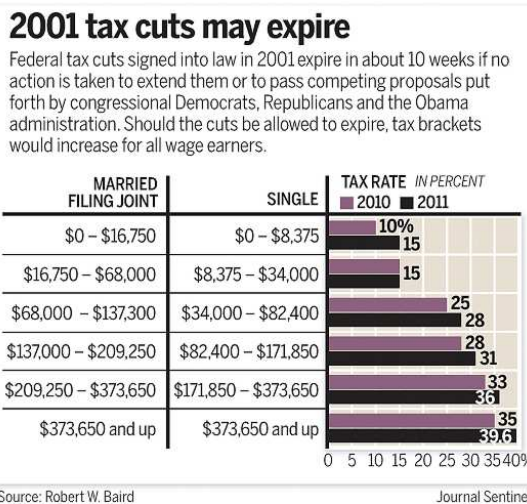 2001 tax cuts may expire
Federal tax cuts signed into law in 2001 expire in about 10 weeks if no
action is taken to extend them or to pass competing proposals put
forth by congressional Democrats, Republicans and the Obama
administration. Should the cuts be allowed to expire, tax brackets
would increase for all wage earners.
MARRIED FILING JOINT SINGLE TAX RATE IN PERCENT
2010 2011
$0 – $16,750 $0 – $8,375 10% 15
$16,750 – $68,000 $8,375 – $34,000 15
$68,000 – $137,300 $34,000 – $82,400 25 28
$137,000 – $209,250 $82,400 – $171,850 28 31
$209,250 – $373,650 $171,850 – $373,650 33 36
$373,650 and up $373,650 and up 35 39.6
0 5 10 15 20 25 30 35 40%
Source: Robert W. Baird Journal Sentine